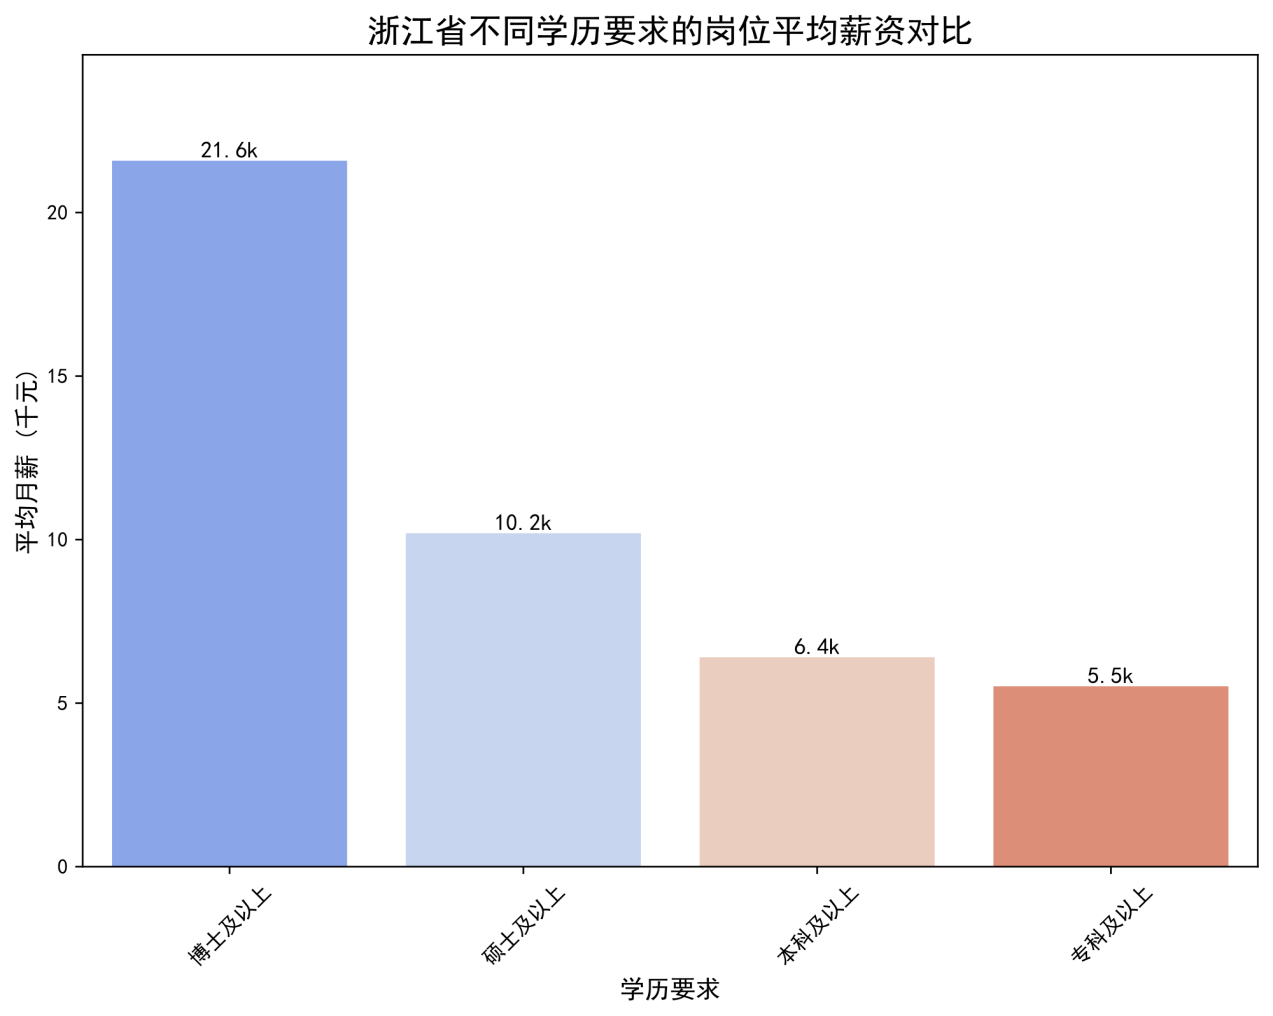 浙江省不同学历要求的岗位平均薪资对比
平均月薪（千元）
20
15
10
5
0
21.6k
10.2k
6.4k
5.5k
博士及以上
硕士及以上
本科及以上
专科及以上
学历要求